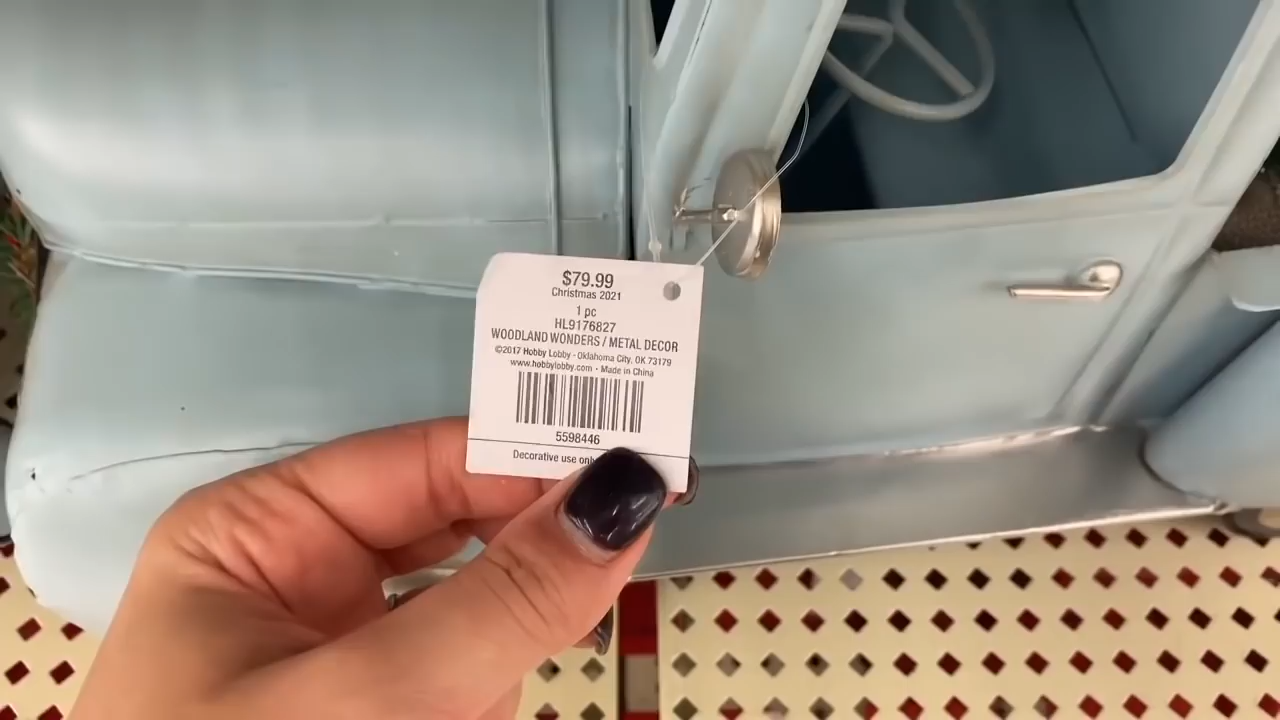 $79.99
Christmas 2021
1 pc
HL9176827
WOODLAND WONDERS / METAL DECOR
©2017 Hobby Lobby - Oklahoma City, OK 73179
www.hobbylobby.com • Made in China
5598446
Decorative use only